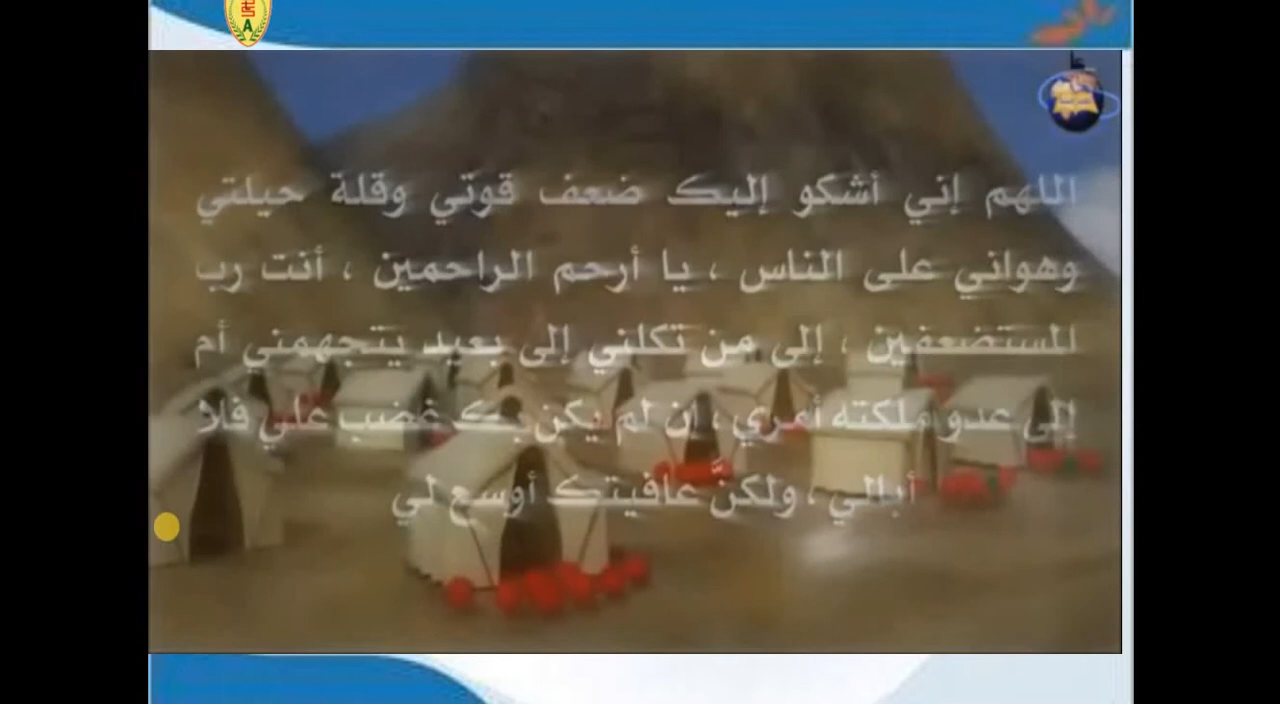 اللهم إني أشكو إليك ضعف قوتي وقلة حيلتي
وهواني على الناس ، يا أرحم الراحمين ، أنت رب
المستضعفين ، إلى من تكلني إلى بعيد يتجهمني أم
إلى عدو ملكته أمري ، إن لم يكن بك غضب علي فلا
أبالي ، ولكنَّ عافيتك أوسع لي
A